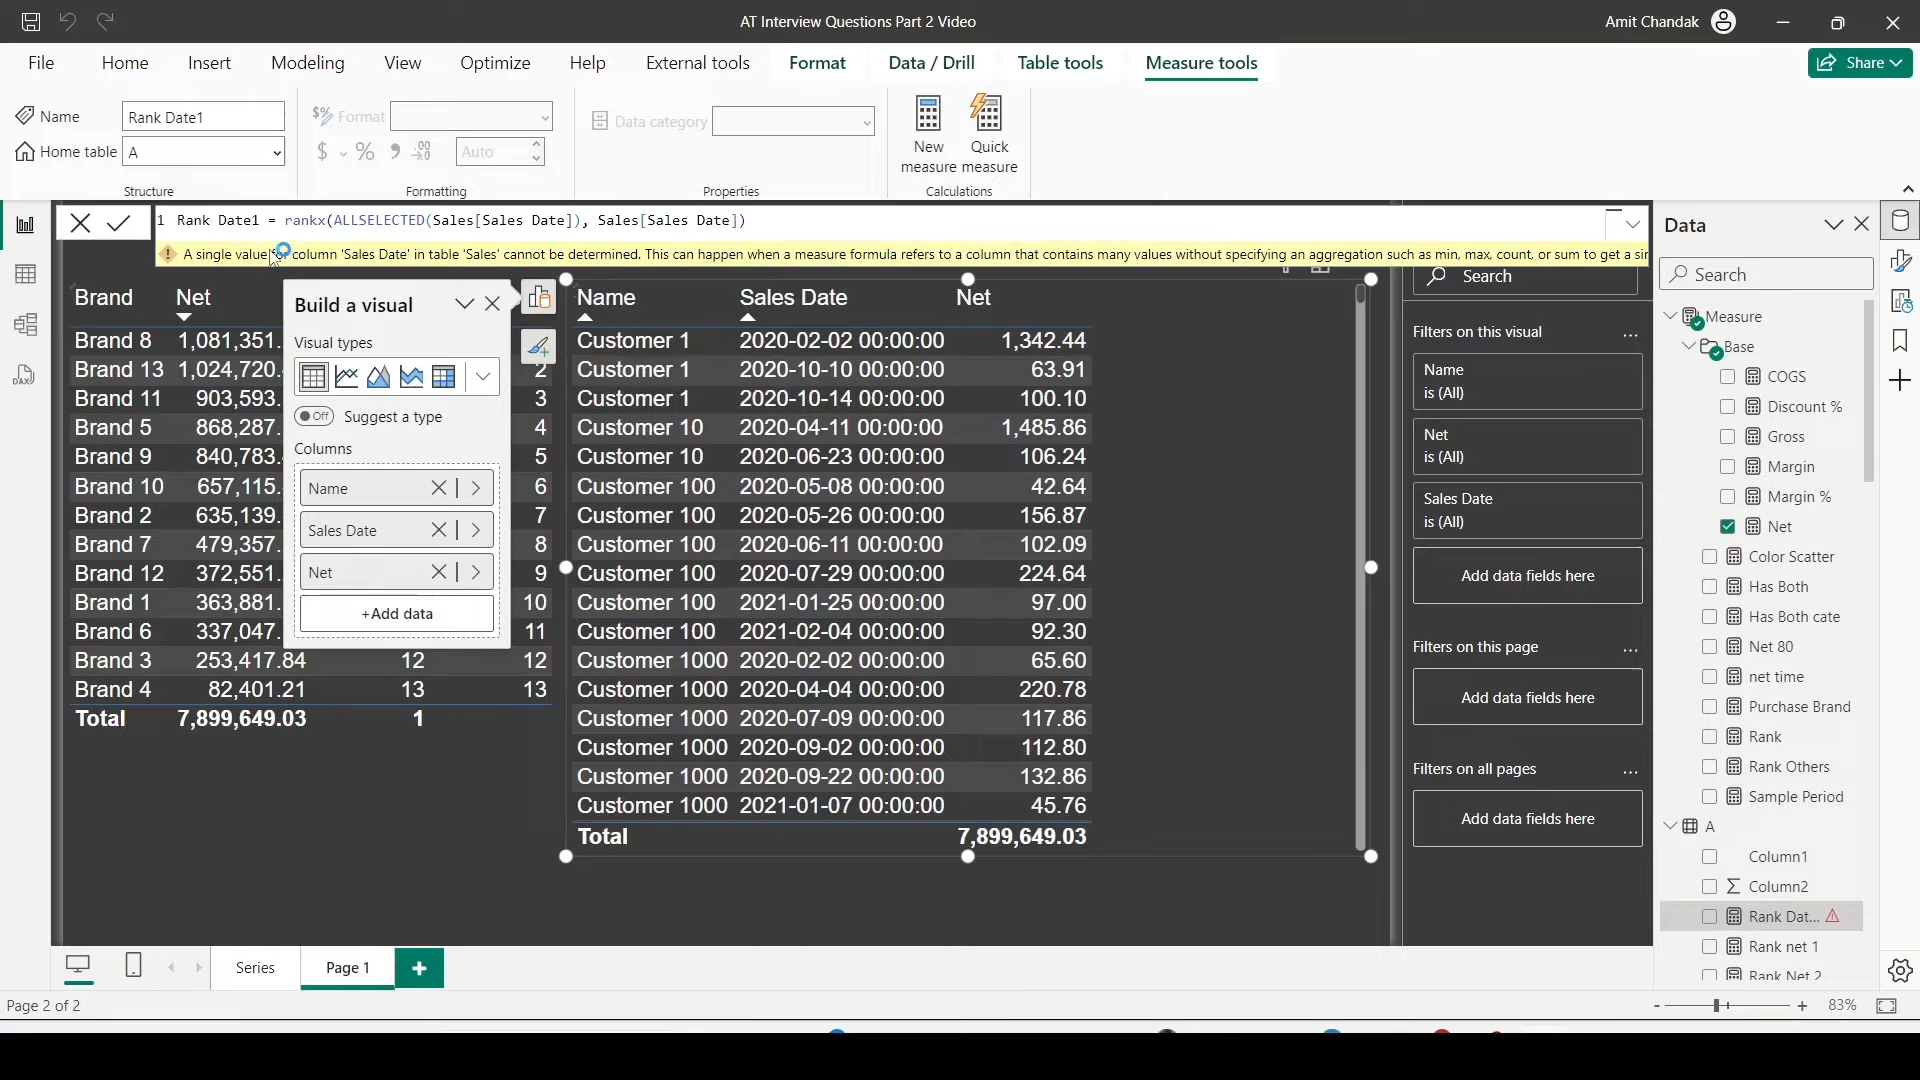 AT Interview Questions Part 2 Video
Amit Chandak
File Home Insert Modeling View Optimize Help External tools Format Data / Drill Table tools Measure tools
Share
Name Rank Date1
Home table A
Structure
Format
$ % Auto
Formatting
Data category
Properties
New measure
Quick measure
Calculations
1 Rank Date1 = rankx(ALLSELECTED(Sales[Sales Date]), Sales[Sales Date])
A single value for column 'Sales Date' in table 'Sales' cannot be determined. This can happen when a measure formula refers to a column that contains many values without specifying an aggregation such as min, max, count, or sum to get a sin
Brand Net
Brand 8 1,081,351.
Brand 13 1,024,720. 2
Brand 11 903,593. 3
Brand 5 868,287. 4
Brand 9 840,783. 5
Brand 10 657,115. 6
Brand 2 635,139. 7
Brand 7 479,357. 8
Brand 12 372,551. 9
Brand 1 363,881. 10
Brand 6 337,047. 11
Brand 3 253,417.84 12 12
Brand 4 82,401.21 13 13
Total 7,899,649.03 1
Build a visual
Visual types
Off Suggest a type
Columns
Name
Sales Date
Net
+Add data
Name Sales Date Net
Customer 1 2020-02-02 00:00:00 1,342.44
Customer 1 2020-10-10 00:00:00 63.91
Customer 1 2020-10-14 00:00:00 100.10
Customer 10 2020-04-11 00:00:00 1,485.86
Customer 10 2020-06-23 00:00:00 106.24
Customer 100 2020-05-08 00:00:00 42.64
Customer 100 2020-05-26 00:00:00 156.87
Customer 100 2020-06-11 00:00:00 102.09
Customer 100 2020-07-29 00:00:00 224.64
Customer 100 2021-01-25 00:00:00 97.00
Customer 100 2021-02-04 00:00:00 92.30
Customer 1000 2020-02-02 00:00:00 65.60
Customer 1000 2020-04-04 00:00:00 220.78
Customer 1000 2020-07-09 00:00:00 117.86
Customer 1000 2020-09-02 00:00:00 112.80
Customer 1000 2020-09-22 00:00:00 132.86
Customer 1000 2021-01-07 00:00:00 45.76
Total 7,899,649.03
Search
Filters on this visual ...
Name
is (All)
Net
is (All)
Sales Date
is (All)
Add data fields here
Filters on this page ...
Add data fields here
Filters on all pages ...
Add data fields here
Data
Search
Measure
Base
COGS
Discount %
Gross
Margin
Margin %
Net
Color Scatter
Has Both
Has Both cate
Net 80
net time
Purchase Brand
Rank
Rank Others
Sample Period
A
Column1
Column2
Rank Dat...
Rank net 1
Rank Net 2
DAX
Series Page 1 +
Page 2 of 2
- + 83%